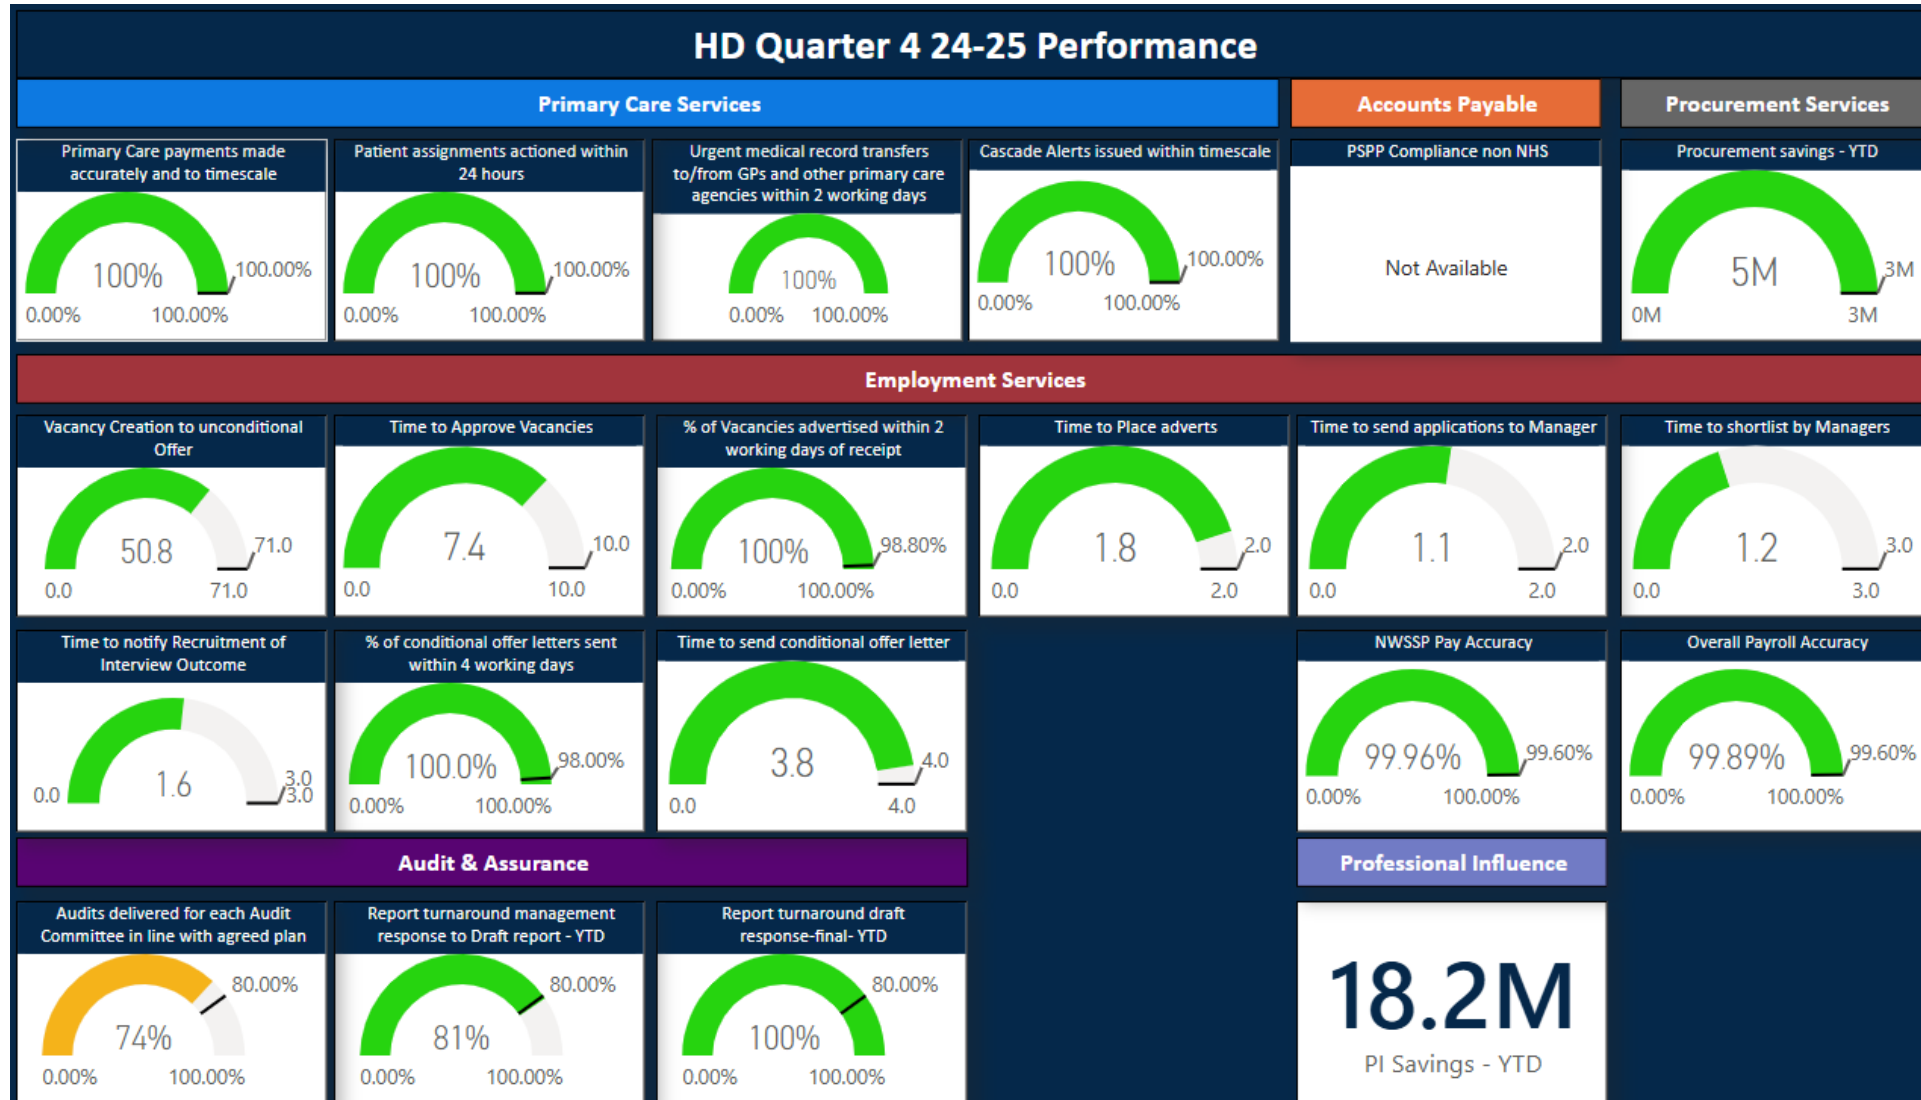 HD Quarter 4 24-25 Performance
Primary Care Services
Accounts Payable
Procurement Services
Primary Care payments made
accurately and to timescale
100%
100.00%
0.00%
100.00%
Patient assignments actioned within
24 hours
100%
100.00%
0.00%
100.00%
Urgent medical record transfers
to/from GPs and other primary care
agencies within 2 working days
100%
0.00%
100.00%
Cascade Alerts issued within timescale
100%
100.00%
0.00%
100.00%
PSPP Compliance non NHS
Not Available
Procurement savings - YTD
5M
3M
0M
3M
Employment Services
Vacancy Creation to unconditional
Offer
50.8
71.0
0.0
71.0
Time to Approve Vacancies
7.4
10.0
0.0
10.0
% of Vacancies advertised within 2
working days of receipt
100%
98.80%
0.00%
100.00%
Time to Place adverts
1.8
2.0
0.0
2.0
Time to send applications to Manager
1.1
2.0
0.0
2.0
Time to shortlist by Managers
1.2
3.0
0.0
3.0
Time to notify Recruitment of
Interview Outcome
1.6
3.0
0.0
3.0
% of conditional offer letters sent
within 4 working days
100.0%
98.00%
0.00%
100.00%
Time to send conditional offer letter
3.8
4.0
0.0
4.0
NWSSP Pay Accuracy
99.96%
99.60%
0.00%
100.00%
Overall Payroll Accuracy
99.89%
99.60%
0.00%
100.00%
Audit & Assurance
Professional Influence
Audits delivered for each Audit
Committee in line with agreed plan
80.00%
74%
0.00%
100.00%
Report turnaround management
response to Draft report - YTD
80.00%
81%
0.00%
100.00%
Report turnaround draft
response-final- YTD
80.00%
100%
0.00%
100.00%
18.2M
PI Savings - YTD